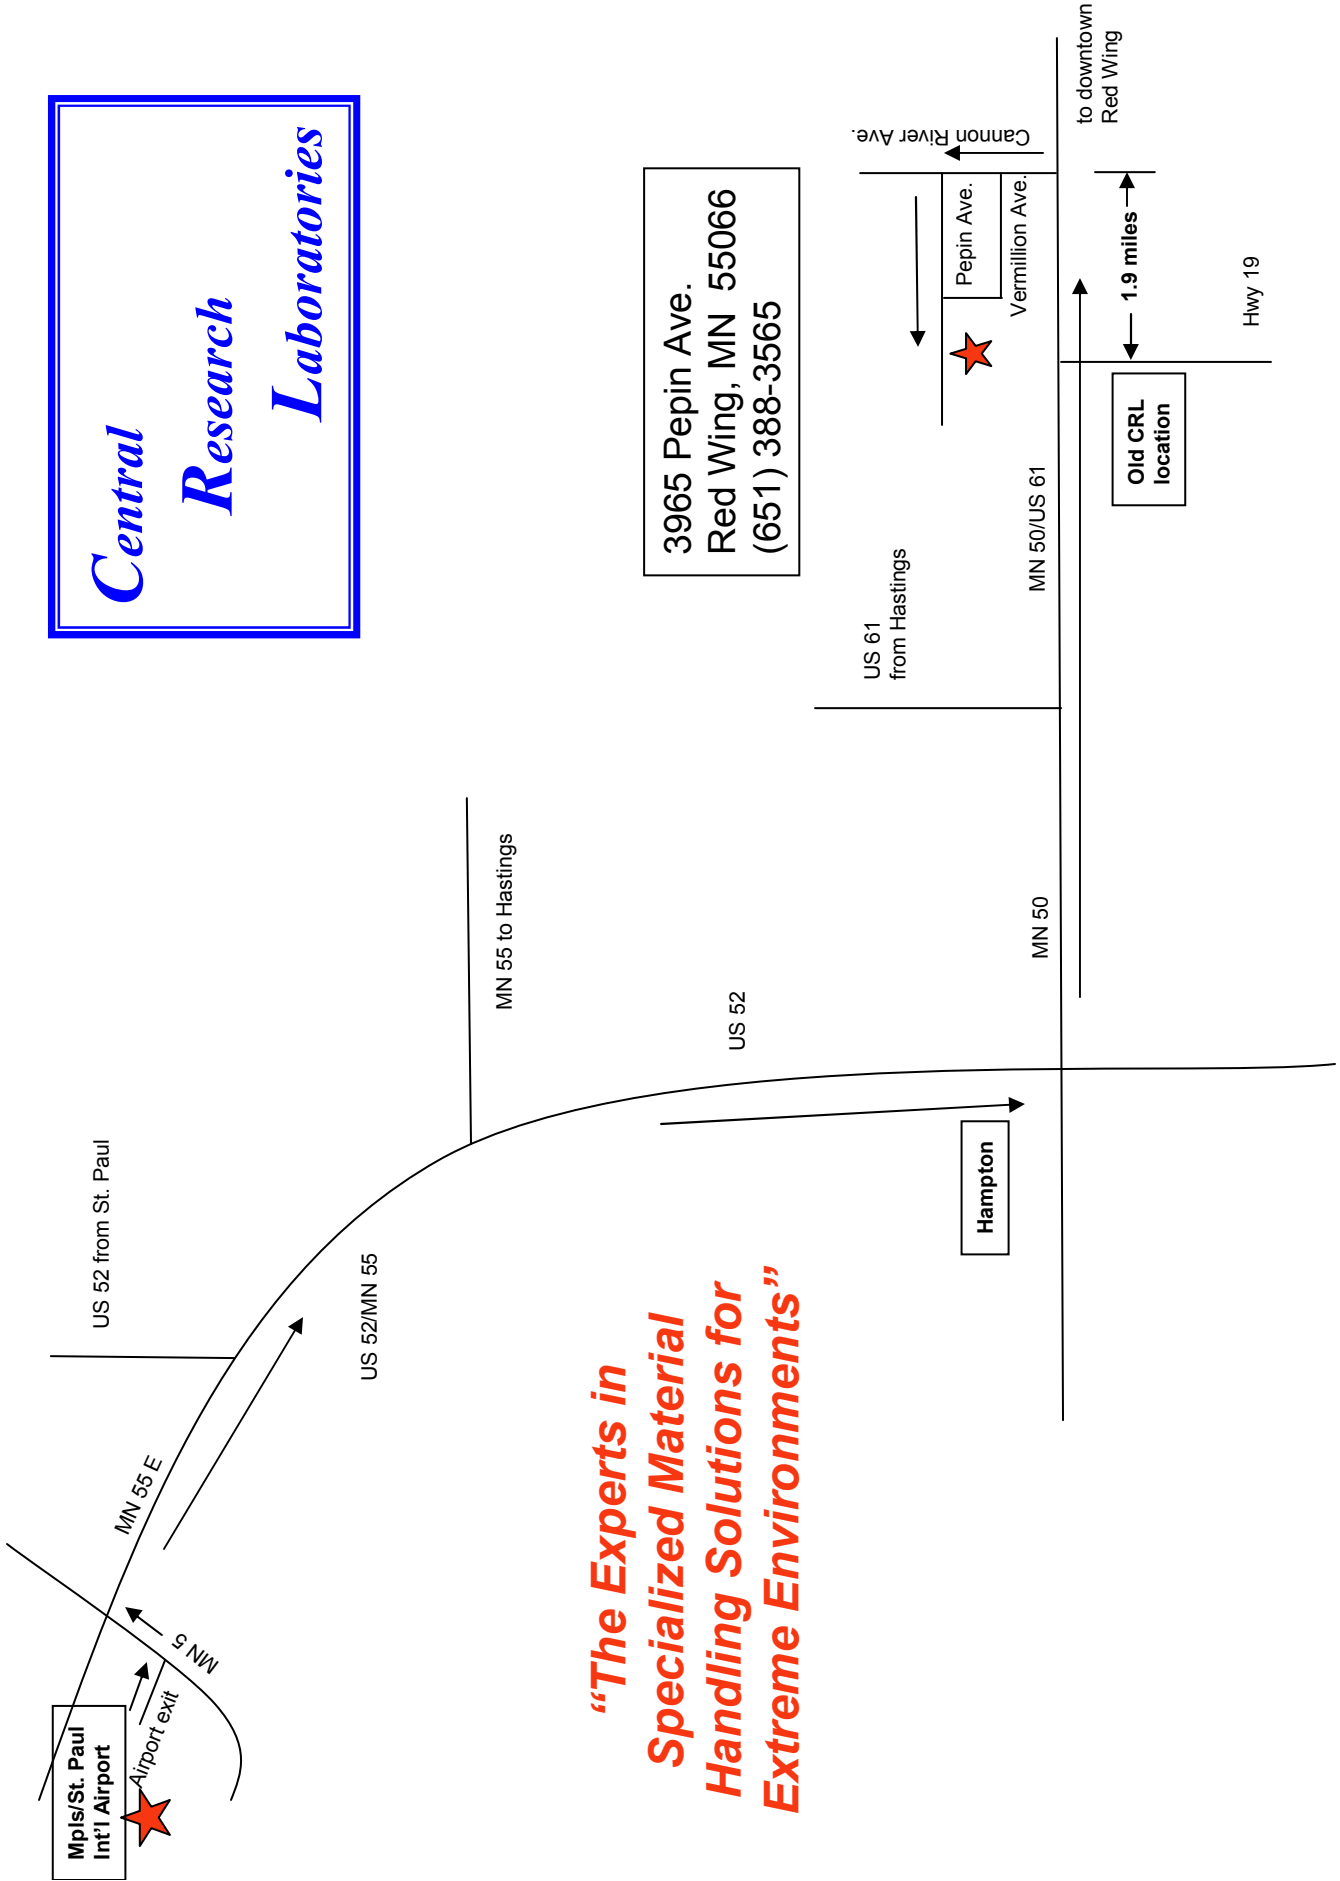 Central
Research
Laboratories
Mpls/St. Paul
Int'l Airport
Airport exit
MN 5
MN 55 E
US 52 from St. Paul
US 52/MN 55
MN 55 to Hastings
US 52
Hampton
MN 50
US 61
from Hastings
MN 50/US 61
3965 Pepin Ave.
Red Wing, MN  55066
(651) 388-3565
Cannon River Ave.
Pepin Ave.
Vermillion Ave.
to downtown
Red Wing
1.9 miles
Old CRL
location
Hwy 19
“The Experts in
Specialized Material
Handling Solutions for
Extreme Environments”